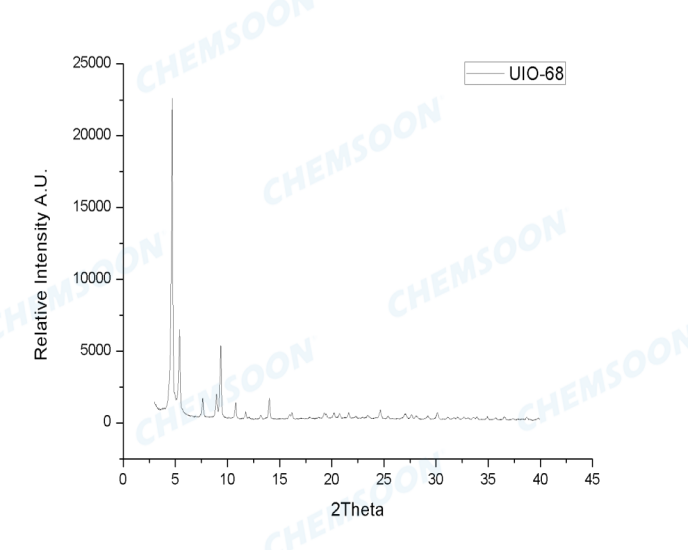 CHEMSOON
25000
UIO-68
20000
CHEMSOON
15000
Relative Intensity A.U.
CHEMSOON
10000
CHEMSOON
5000
CHEMSOON
CHEMSOON
0
0 5 10 15 20 25 30 35 40 45
2Theta
CHEMSOON